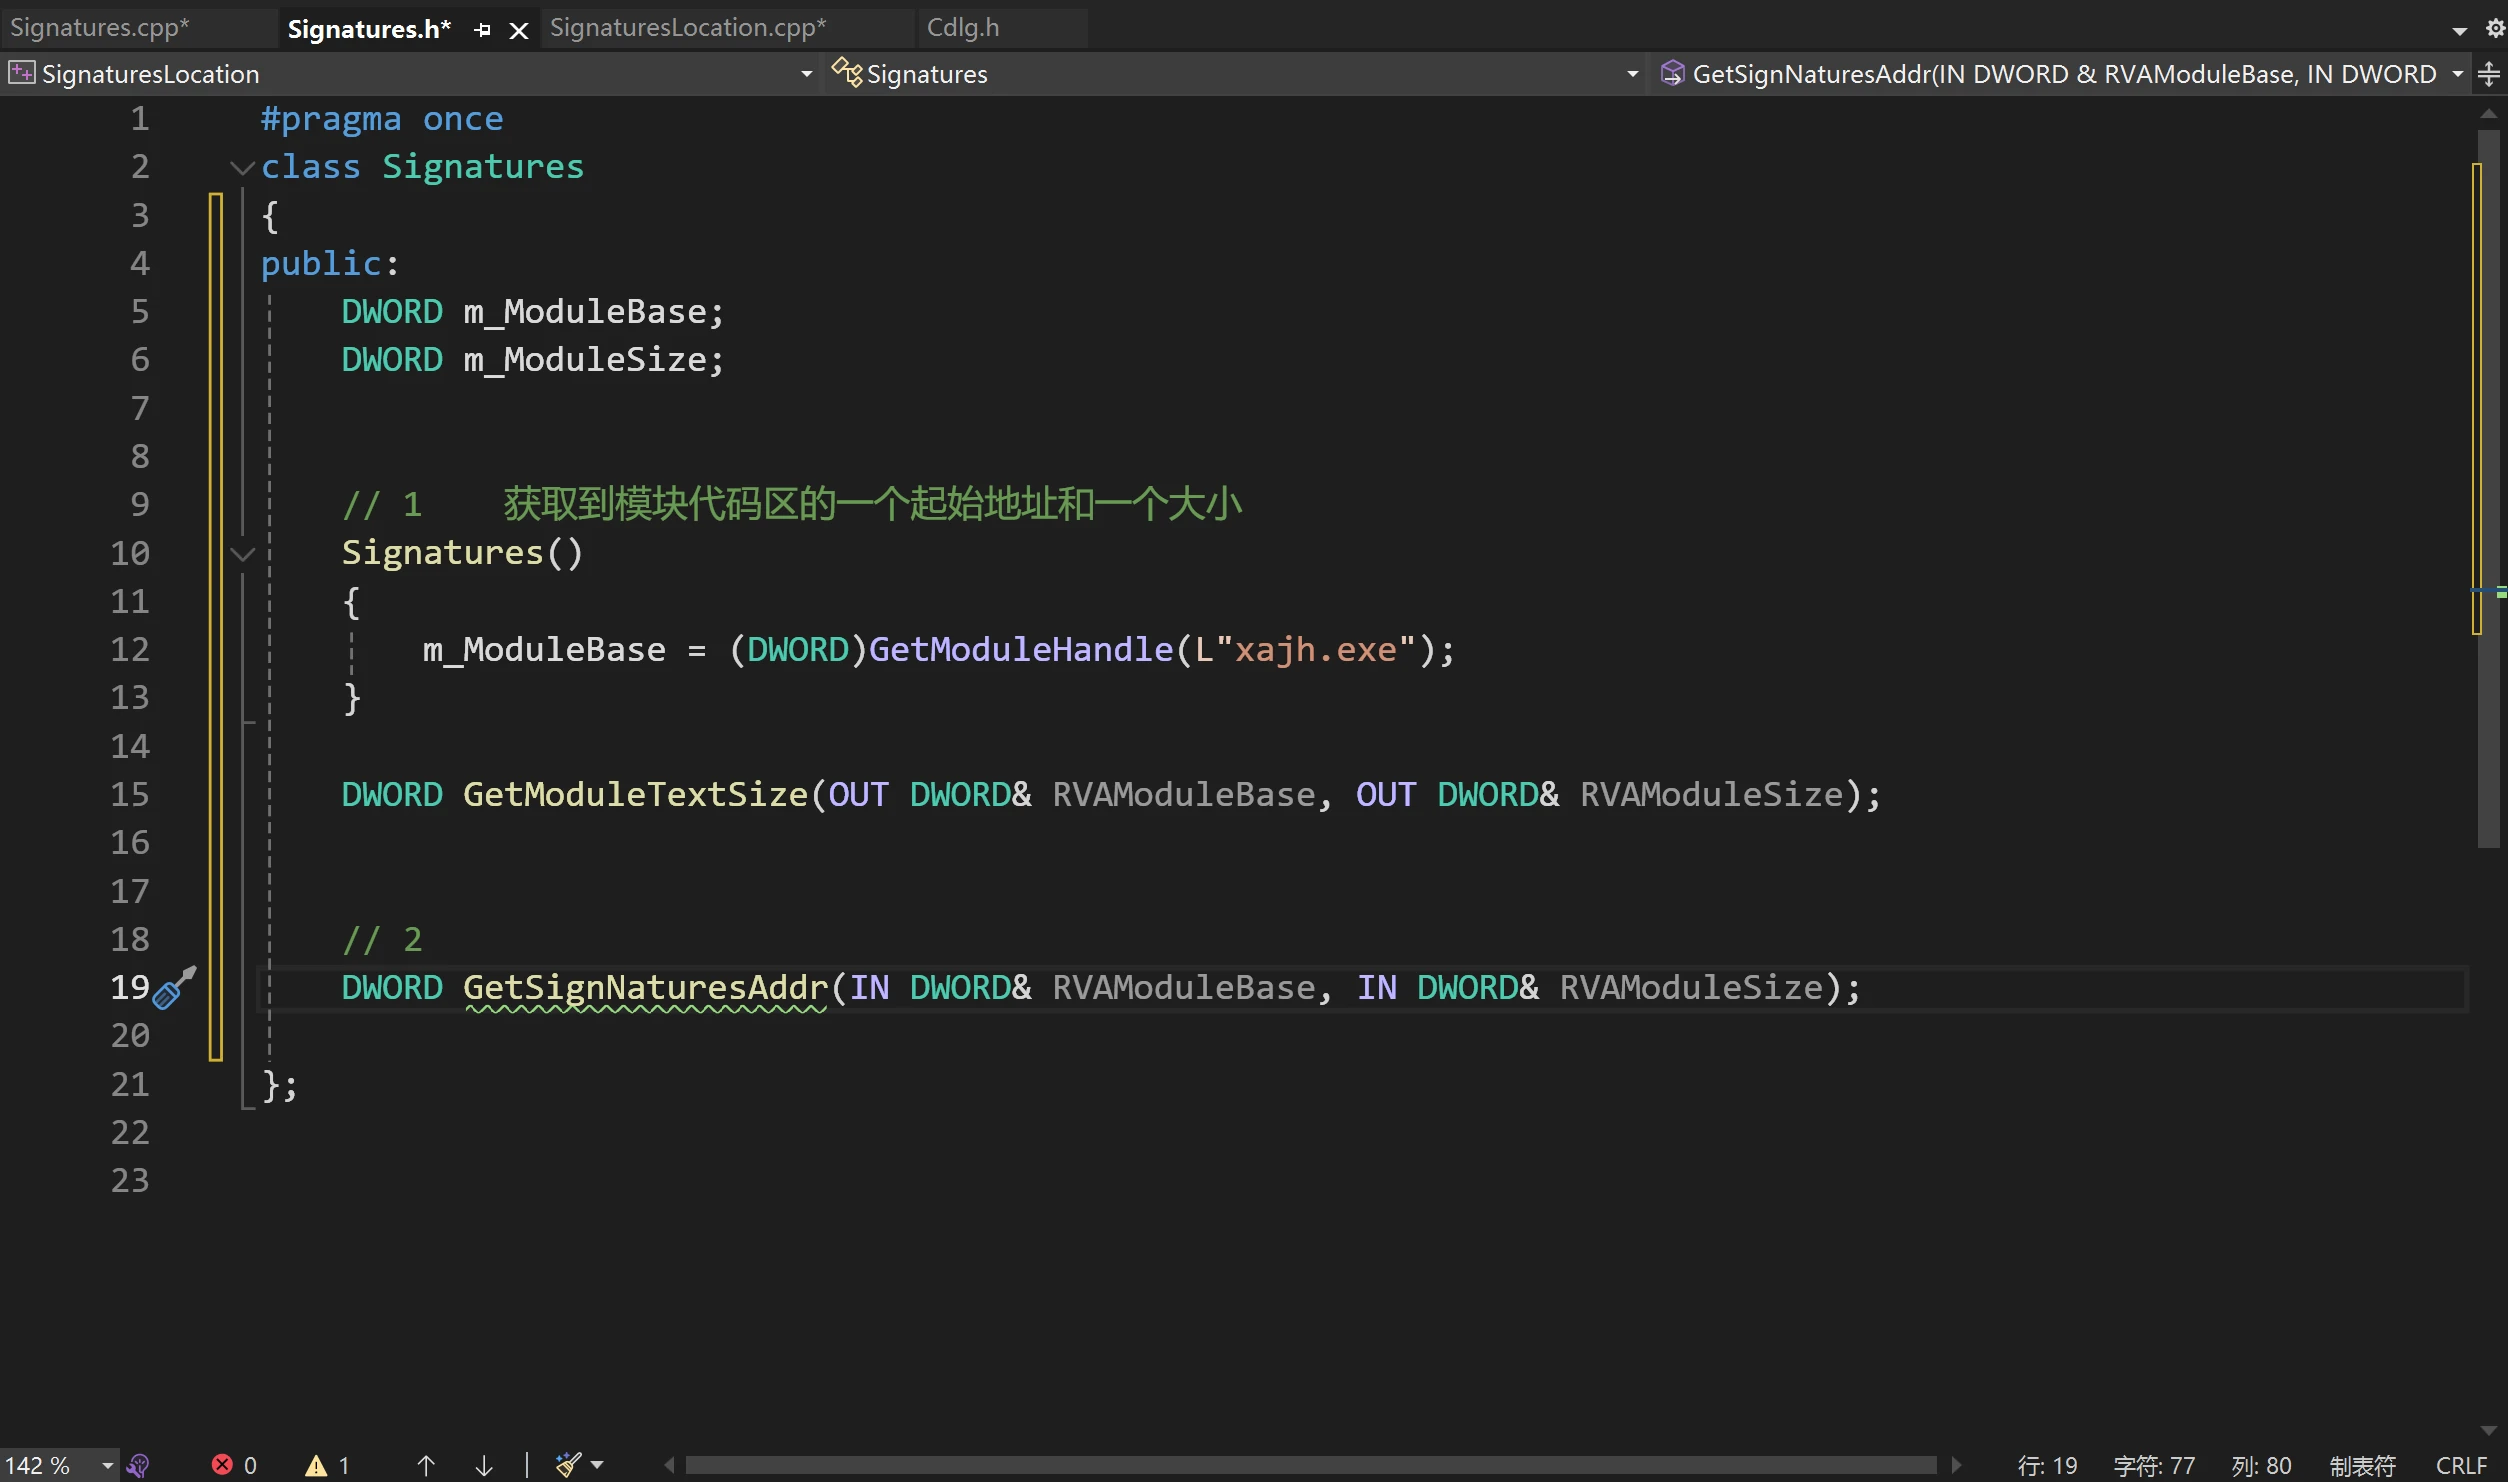 Signatures.cpp* Signatures.h* SignaturesLocation.cpp* Cdlg.h
SignaturesLocation Signatures GetSignNaturesAddr(IN DWORD & RVAModuleBase, IN DWORD
1 #pragma once
2 class Signatures
3 {
4 public:
5 DWORD m_ModuleBase;
6 DWORD m_ModuleSize;
7
8
9 // 1 获取到模块代码区的一个起始地址和一个大小
10 Signatures()
11 {
12 m_ModuleBase = (DWORD)GetModuleHandle(L"xajh.exe");
13 }
14
15 DWORD GetModuleTextSize(OUT DWORD& RVAModuleBase, OUT DWORD& RVAModuleSize);
16
17
18 // 2
19 DWORD GetSignNaturesAddr(IN DWORD& RVAModuleBase, IN DWORD& RVAModuleSize);
20
21 };
22
23
142 % 0 1 行: 19 字符: 77 列: 80 制表符 CRLF